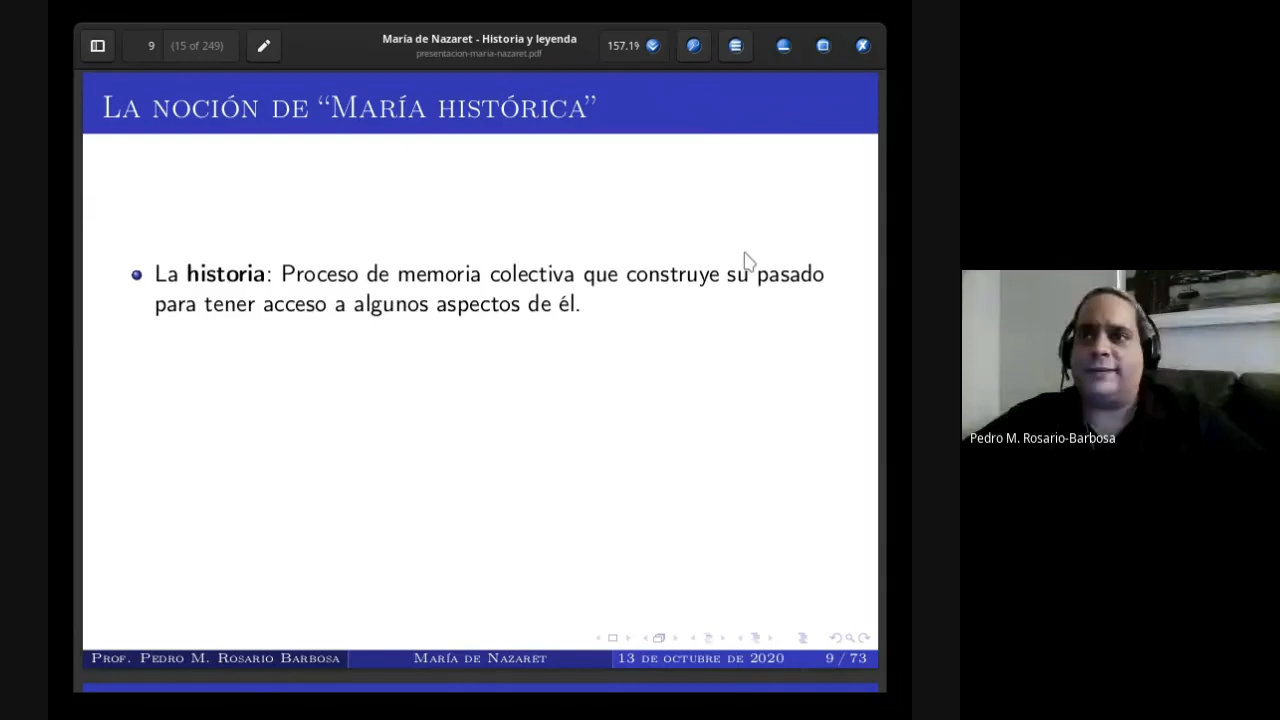 9 (15 of 249)
María de Nazaret - Historia y leyenda
presentacion-maria-nazaret.pdf
157.1%
LA NOCIÓN DE “MARÍA HISTÓRICA”
La historia: Proceso de memoria colectiva que construye su pasado
para tener acceso a algunos aspectos de él.
PROF. PEDRO M. ROSARIO BARBOSA MARÍA DE NAZARET 13 DE OCTUBRE DE 2020 9 / 73
Pedro M. Rosario-Barbosa